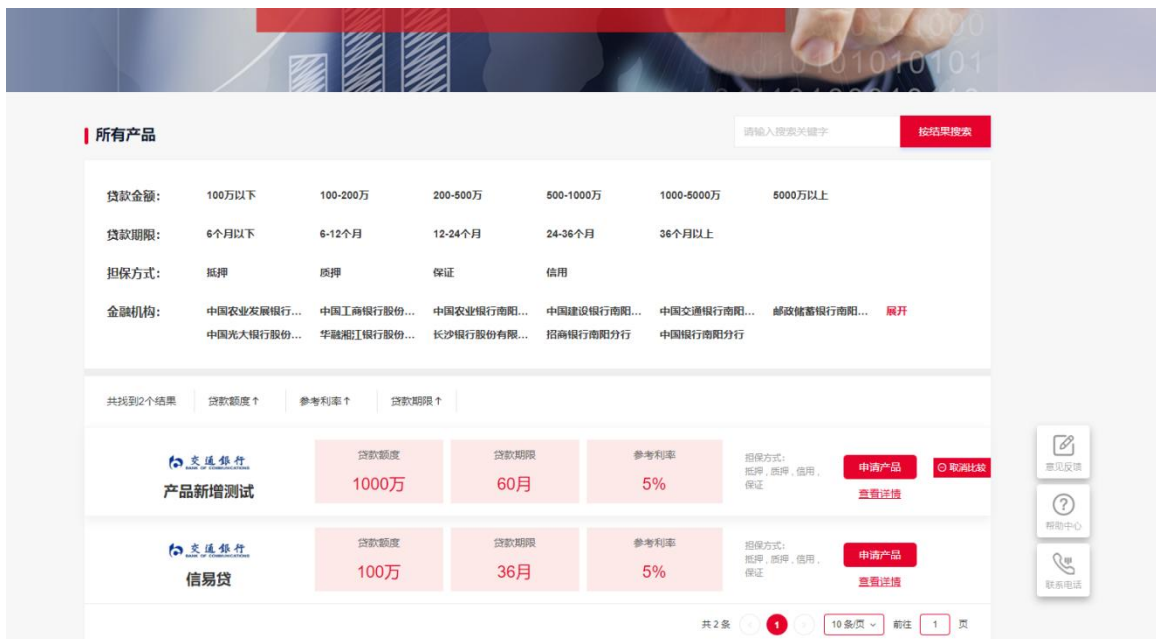 01010101
所有产品
请输入搜索关键字 按结果搜索
贷款金额： 100万以下 100-200万 200-500万 500-1000万 1000-5000万 5000万以上
贷款期限： 6个月以下 6-12个月 12-24个月 24-36个月 36个月以上
担保方式： 抵押 质押 保证 信用
金融机构： 中国农业发展银行... 中国工商银行股份... 中国农业银行南阳... 中国建设银行南阳... 中国交通银行南阳... 邮政储蓄银行南阳... 展开
中国光大银行股份... 华融湘江银行股份... 长沙银行股份有限... 招商银行南阳分行 中国银行南阳分行
共找到2个结果 贷款额度↑ 参考利率↑ 贷款期限↑
交通银行
BANK OF COMMUNICATIONS
产品新增测试
贷款额度
1000万
贷款期限
60月
参考利率
5%
担保方式：
抵押，质押，信用，
保证
申请产品
查看详情
取消比较
交通银行
BANK OF COMMUNICATIONS
信易贷
贷款额度
100万
贷款期限
36月
参考利率
5%
担保方式：
抵押，质押，信用，
保证
申请产品
查看详情
共 2 条 < 1 > 10 条/页 前往 1 页
意见反馈
帮助中心
联系电话